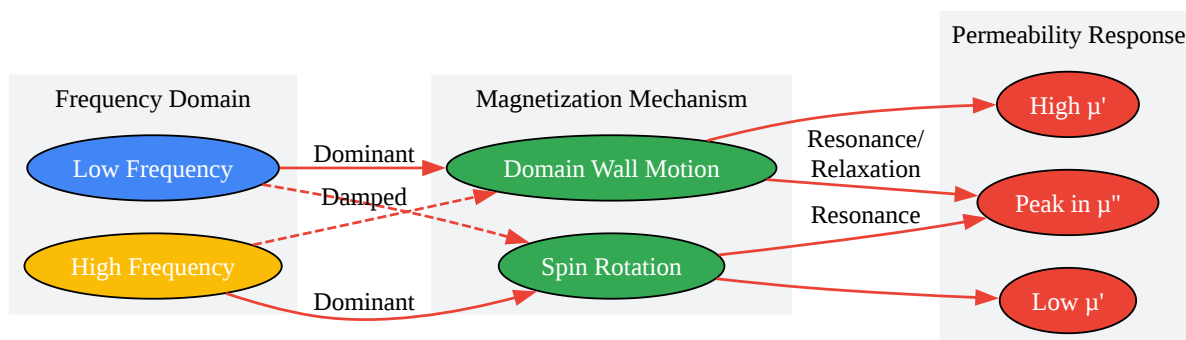 Permeability Response
Frequency Domain
Magnetization Mechanism
High µ'
Resonance/
Relaxation
Dominant
Low Frequency
Domain Wall Motion
Damped
Peak in µ"
Resonance
High Frequency
Spin Rotation
Dominant
Low µ'